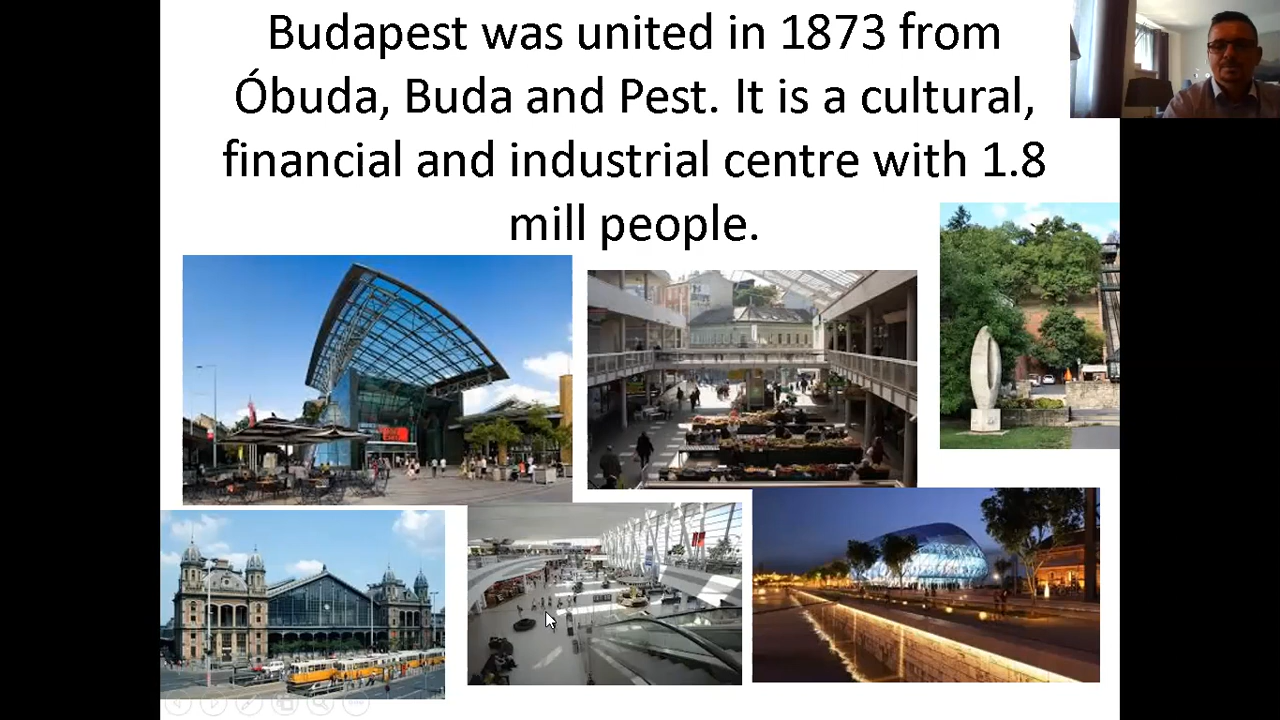 Budapest was united in 1873 from
Óbuda, Buda and Pest. It is a cultural,
financial and industrial centre with 1.8
mill people.